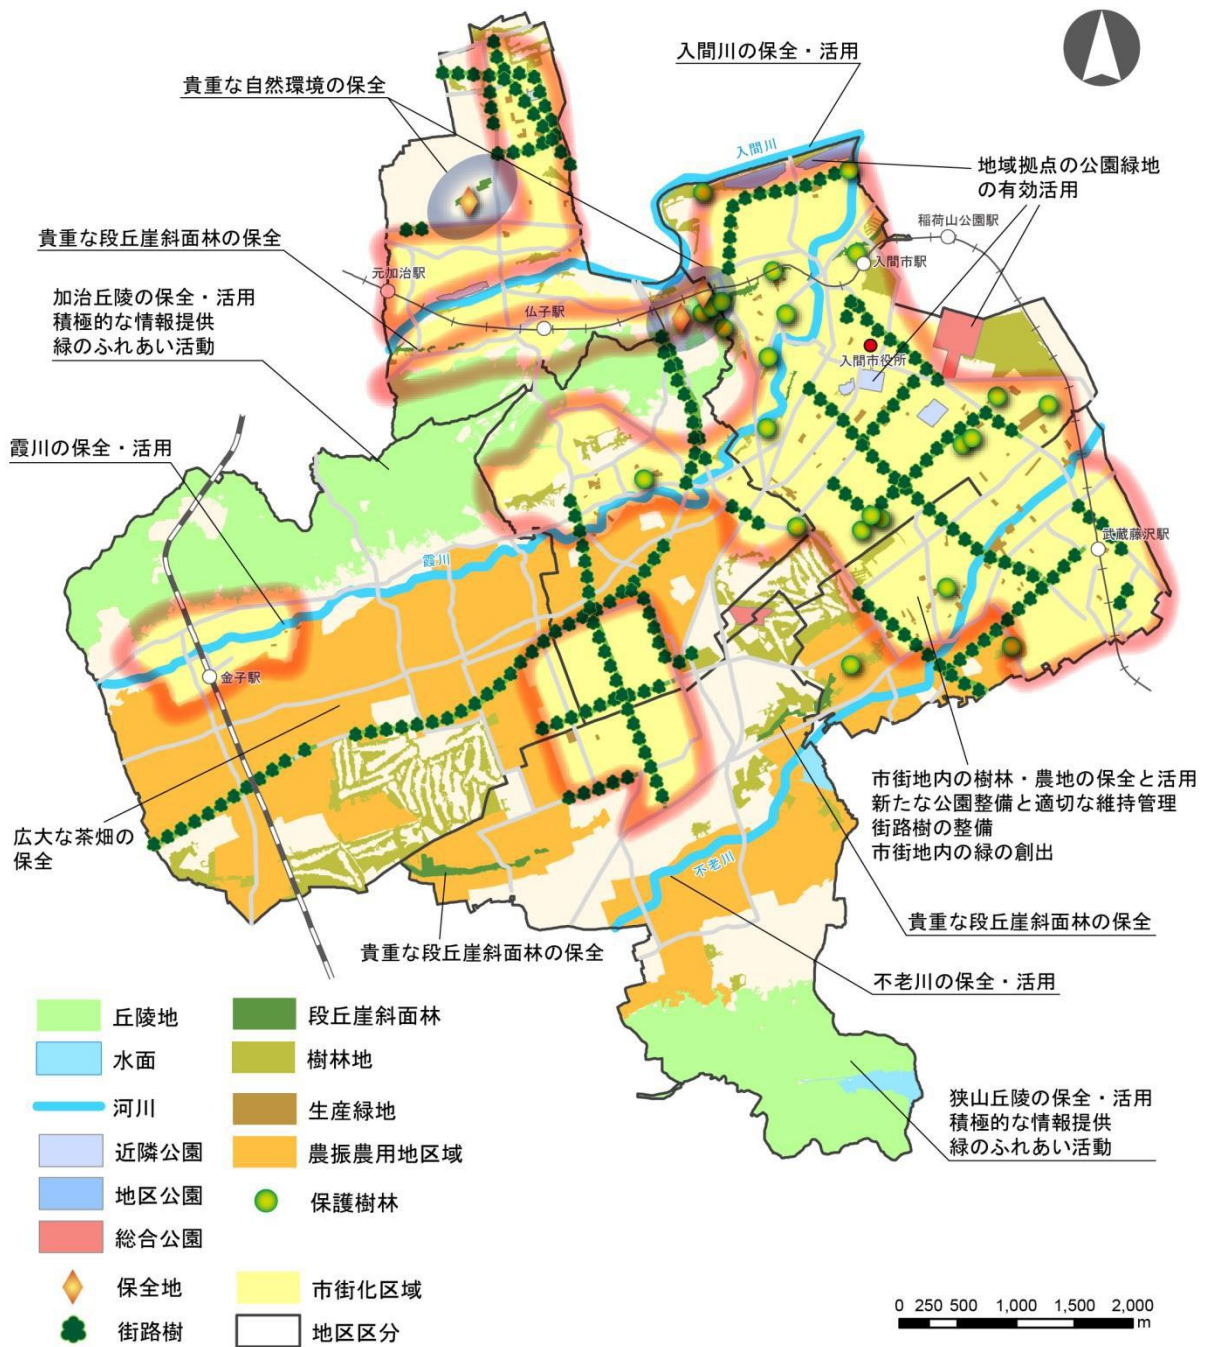 入間川の保全・活用
貴重な自然環境の保全
入間川
地域拠点の公園緑地
の有効活用
稲荷山公園駅
入間市駅
貴重な段丘崖斜面林の保全
元加治駅
加治丘陵の保全・活用
積極的な情報提供
緑のふれあい活動
仏子駅
入間市役所
霞川の保全・活用
武蔵藤沢駅
霞川
金子駅
広大な茶畑の
保全
市街地内の樹林・農地の保全と活用
新たな公園整備と適切な維持管理
街路樹の整備
市街地内の緑の創出
不老川
貴重な段丘崖斜面林の保全
貴重な段丘崖斜面林の保全
不老川の保全・活用
狭山丘陵の保全・活用
積極的な情報提供
緑のふれあい活動
丘陵地
水面
河川
近隣公園
地区公園
総合公園
保全地
街路樹
段丘崖斜面林
樹林地
生産緑地
農振農用地区域
保護樹林
市街化区域
地区区分
0 250 500 1,000 1,500 2,000
m